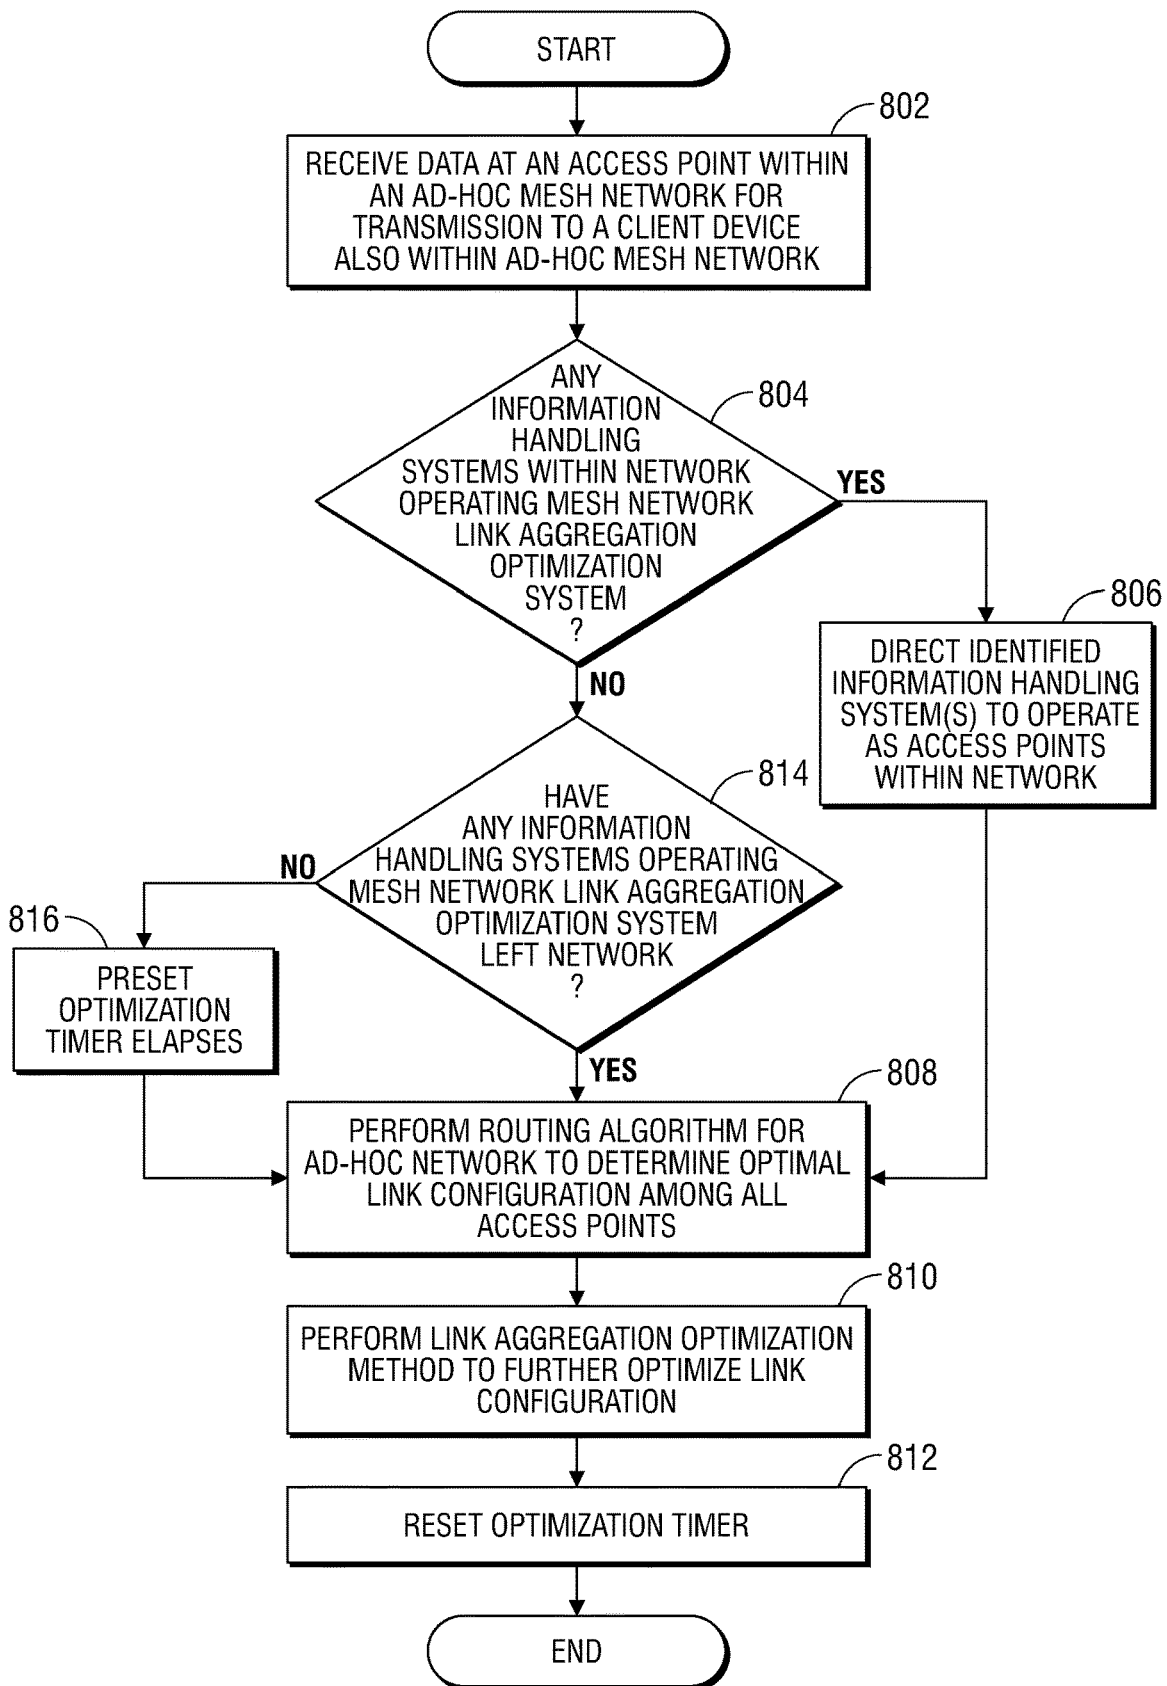 START
802
RECEIVE DATA AT AN ACCESS POINT WITHIN
AN AD-HOC MESH NETWORK FOR
TRANSMISSION TO A CLIENT DEVICE
ALSO WITHIN AD-HOC MESH NETWORK
804
ANY
INFORMATION
HANDLING
SYSTEMS WITHIN NETWORK
OPERATING MESH NETWORK
LINK AGGREGATION
OPTIMIZATION
SYSTEM
?
YES
806
DIRECT IDENTIFIED
INFORMATION HANDLING
SYSTEM(S) TO OPERATE
AS ACCESS POINTS
WITHIN NETWORK
NO
814
HAVE
ANY INFORMATION
HANDLING SYSTEMS OPERATING
MESH NETWORK LINK AGGREGATION
OPTIMIZATION SYSTEM
LEFT NETWORK
?
NO
816
PRESET
OPTIMIZATION
TIMER ELAPSES
YES
808
PERFORM ROUTING ALGORITHM FOR
AD-HOC NETWORK TO DETERMINE OPTIMAL
LINK CONFIGURATION AMONG ALL
ACCESS POINTS
810
PERFORM LINK AGGREGATION OPTIMIZATION
METHOD TO FURTHER OPTIMIZE LINK
CONFIGURATION
812
RESET OPTIMIZATION TIMER
END